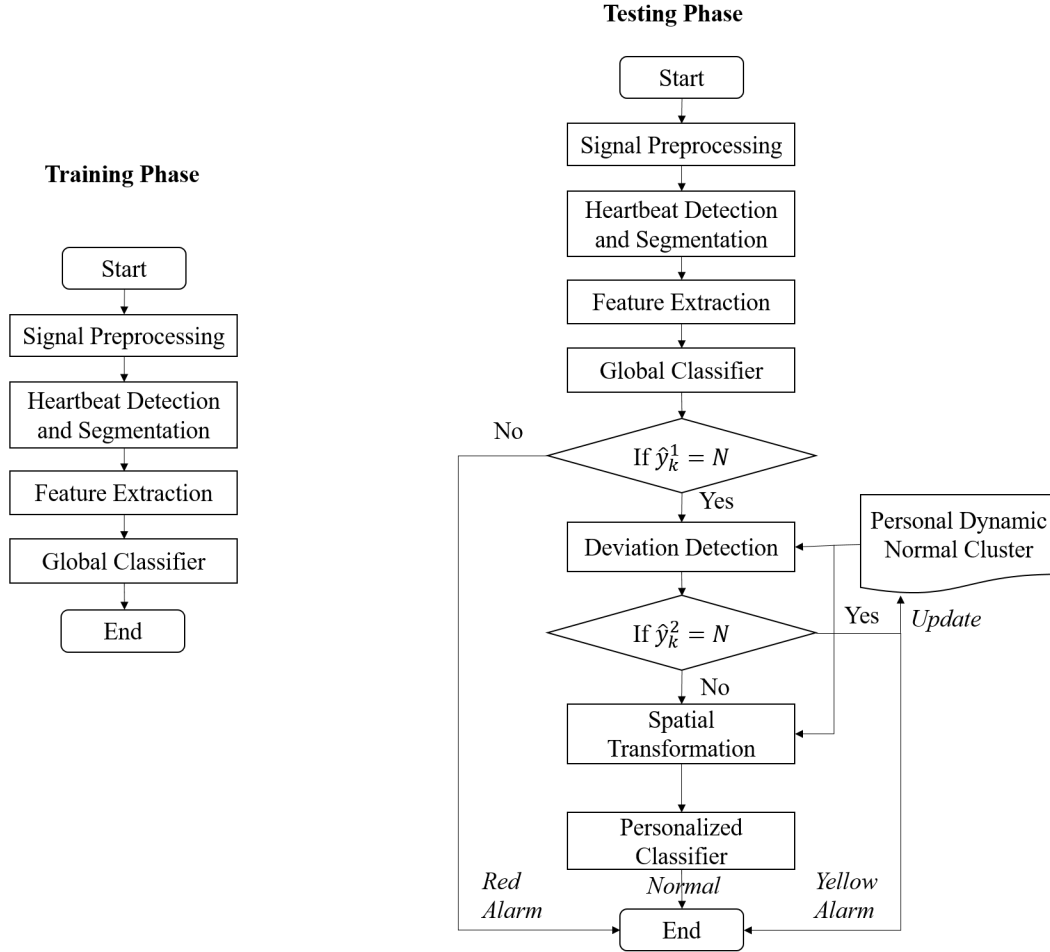 Training Phase
Start
Signal Preprocessing
Heartbeat Detection
and Segmentation
Feature Extraction
Global Classifier
End
Testing Phase
Start
Signal Preprocessing
Heartbeat Detection
and Segmentation
Feature Extraction
Global Classifier
If ŷₖ¹ = N
No
Yes
Deviation Detection
Personal Dynamic
Normal Cluster
If ŷₖ² = N
Yes
Update
No
Spatial
Transformation
Personalized
Classifier
Red
Alarm
Normal
Yellow
Alarm
End